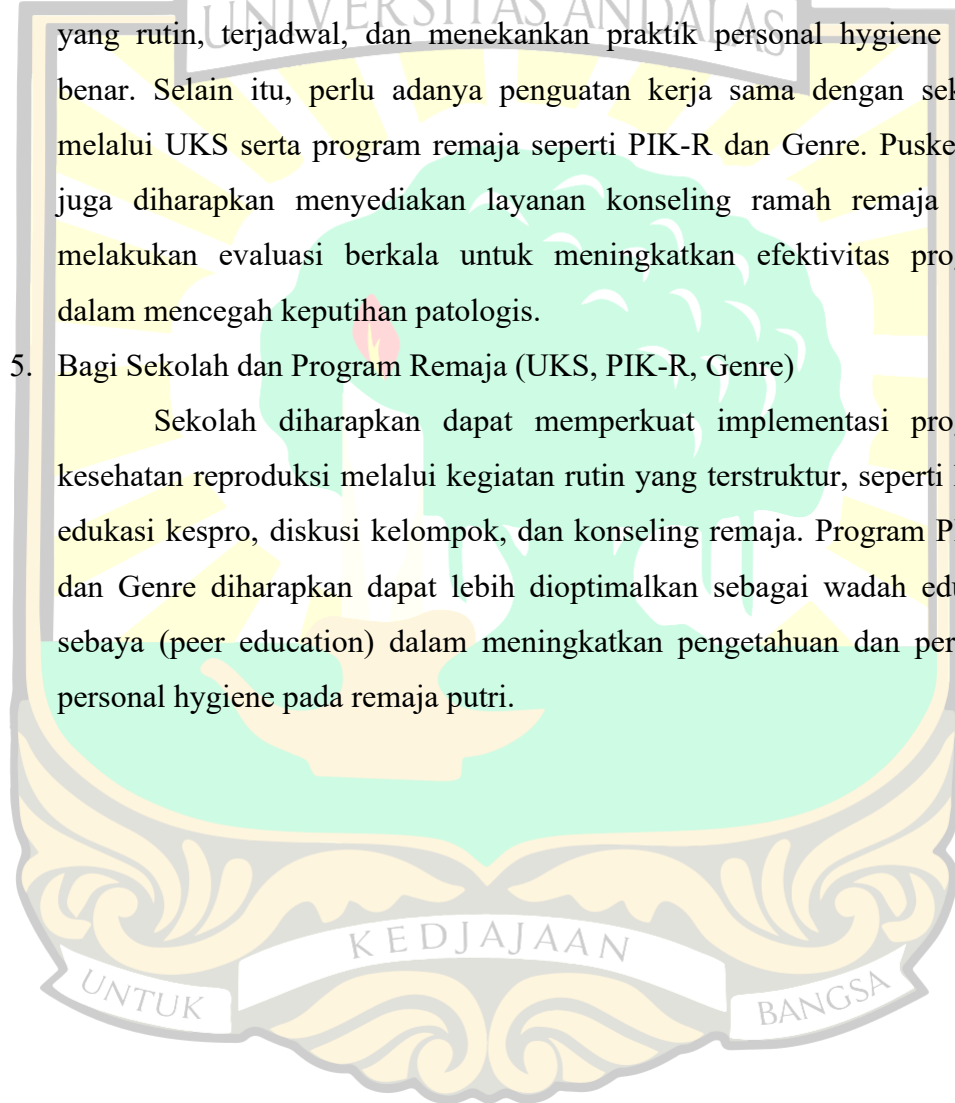 UNIVERSITAS ANDALAS
yang rutin, terjadwal, dan menekankan praktik personal hygiene
benar. Selain itu, perlu adanya penguatan kerja sama dengan
melalui UKS serta program remaja seperti PIK-R dan Genre.
juga diharapkan menyediakan layanan konseling ramah remaja
melakukan evaluasi berkala untuk meningkatkan efektivitas
dalam mencegah keputihan patologis.
5. Bagi Sekolah dan Program Remaja (UKS, PIK-R, Genre)
Sekolah diharapkan dapat memperkuat implementasi
kesehatan reproduksi melalui kegiatan rutin yang terstruktur, seperti
edukasi kespro, diskusi kelompok, dan konseling remaja. Program
dan Genre diharapkan dapat lebih dioptimalkan sebagai wadah
sebaya (peer education) dalam meningkatkan pengetahuan dan
personal hygiene pada remaja putri.
UNTUK KEDJAJAAN BANGSA